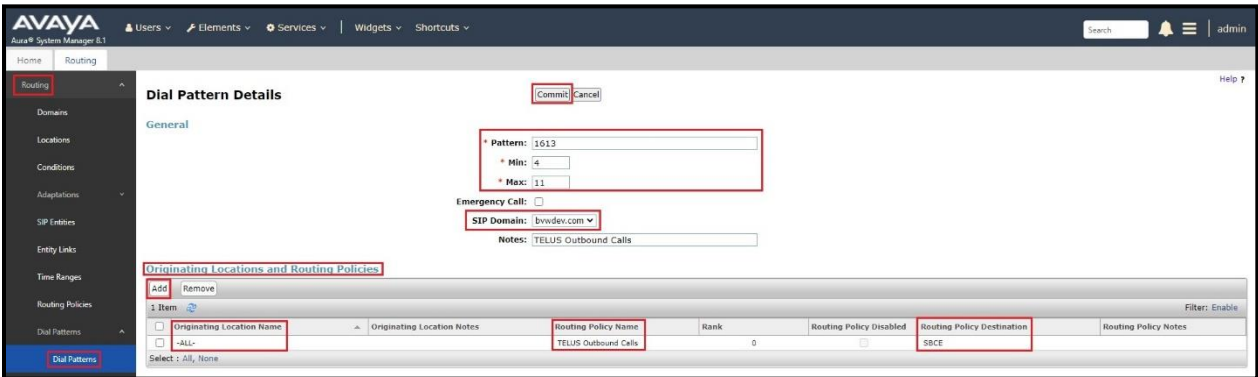 AVAYA
Aura® System Manager 8.1
Users Elements Services | Widgets Shortcuts Search admin
Home Routing
Help ?
Routing
Domains
Locations
Conditions
Adaptations
SIP Entities
Entity Links
Time Ranges
Routing Policies
Dial Patterns
Dial Patterns
Dial Pattern Details Commit Cancel
General
* Pattern: 1613
* Min: 4
* Max: 11
Emergency Call:
SIP Domain: bvwdev.com
Notes: TELUS Outbound Calls
Originating Locations and Routing Policies
Add Remove
1 Item Filter: Enable
Originating Location Name Originating Location Notes Routing Policy Name Rank Routing Policy Disabled Routing Policy Destination Routing Policy Notes
-ALL- TELUS Outbound Calls 0 SBCE
Select : All, None